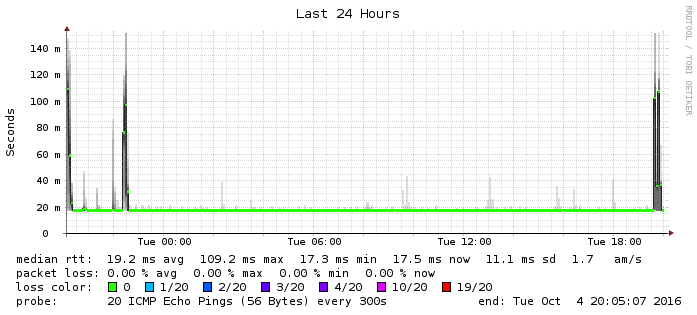 Last 24 Hours
RRDTOOL / TOBI OETIKER
Seconds
140 m
120 m
100 m
80 m
60 m
40 m
20 m
0
Tue 00:00 Tue 06:00 Tue 12:00 Tue 18:00
median rtt: 19.2 ms avg 109.2 ms max 17.3 ms min 17.5 ms now 11.1 ms sd 1.7 am/s
packet loss: 0.00 % avg 0.00 % max 0.00 % min 0.00 % now
loss color: 0 1/20 2/20 3/20 4/20 10/20 19/20
probe: 20 ICMP Echo Pings (56 Bytes) every 300s end: Tue Oct 4 20:05:07 2016